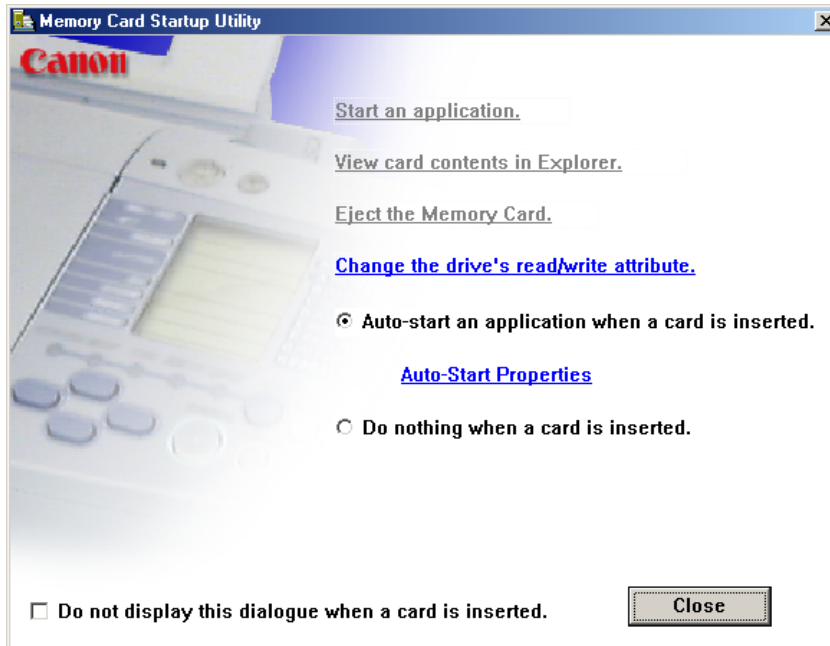 Memory Card Startup Utility
Canon
Start an application.
View card contents in Explorer.
Eject the Memory Card.
Change the drive's read/write attribute.
Auto-start an application when a card is inserted.
Auto-Start Properties
Do nothing when a card is inserted.
Do not display this dialogue when a card is inserted.
Close